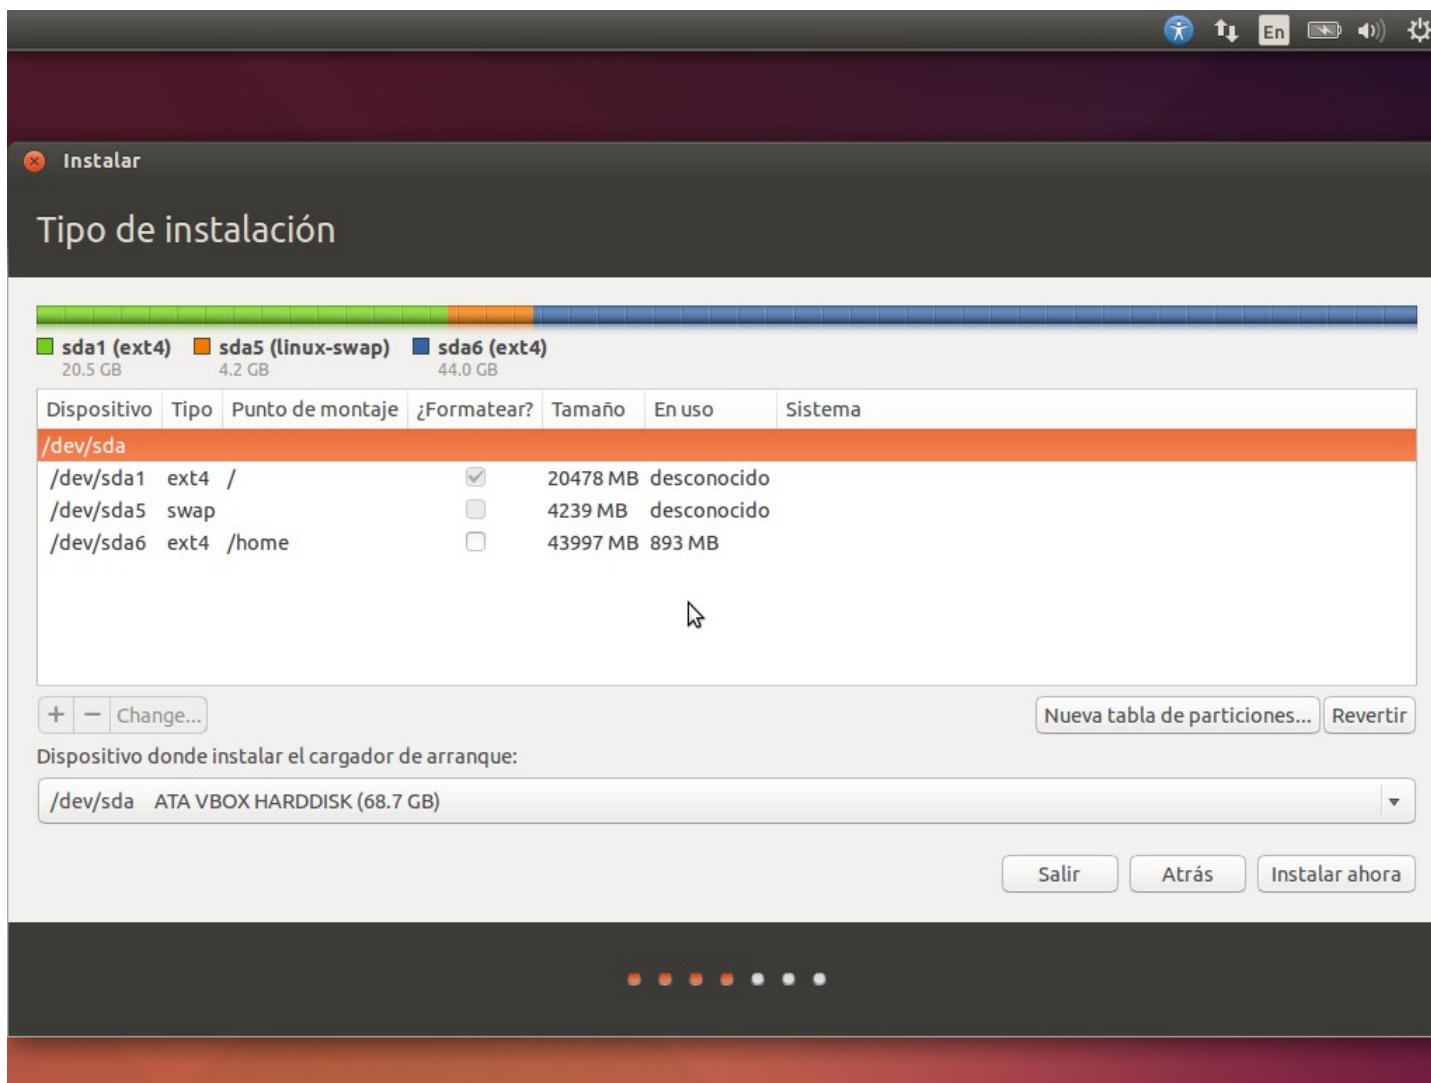 En
Instalar
Tipo de instalación
sda1 (ext4) sda5 (linux-swap) sda6 (ext4)
20.5 GB 4.2 GB 44.0 GB
Dispositivo Tipo Punto de montaje ¿Formatear? Tamaño En uso Sistema
/dev/sda
/dev/sda1 ext4 / 20478 MB desconocido
/dev/sda5 swap 4239 MB desconocido
/dev/sda6 ext4 /home 43997 MB 893 MB
+ − Change... Nueva tabla de particiones... Revertir
Dispositivo donde instalar el cargador de arranque:
/dev/sda ATA VBOX HARDDISK (68.7 GB)
Salir Atrás Instalar ahora